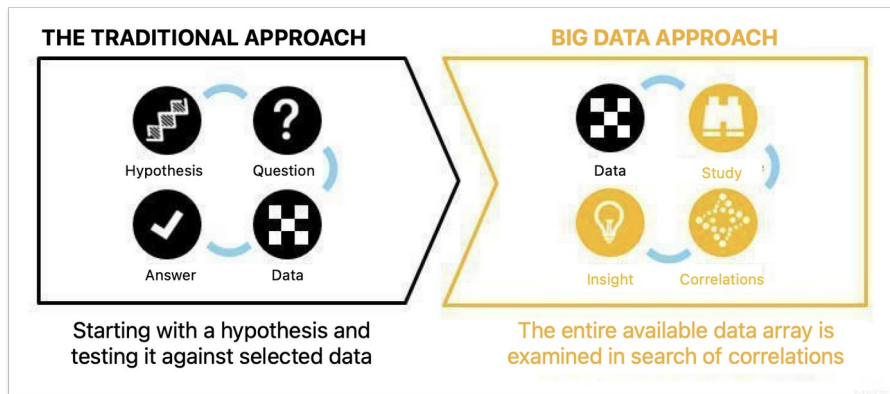 THE TRADITIONAL APPROACH
BIG DATA APPROACH
Hypothesis
Question
Answer
Data
Data
Study
Insight
Correlations
Starting with a hypothesis and
testing it against selected data
The entire available data array is
examined in search of correlations